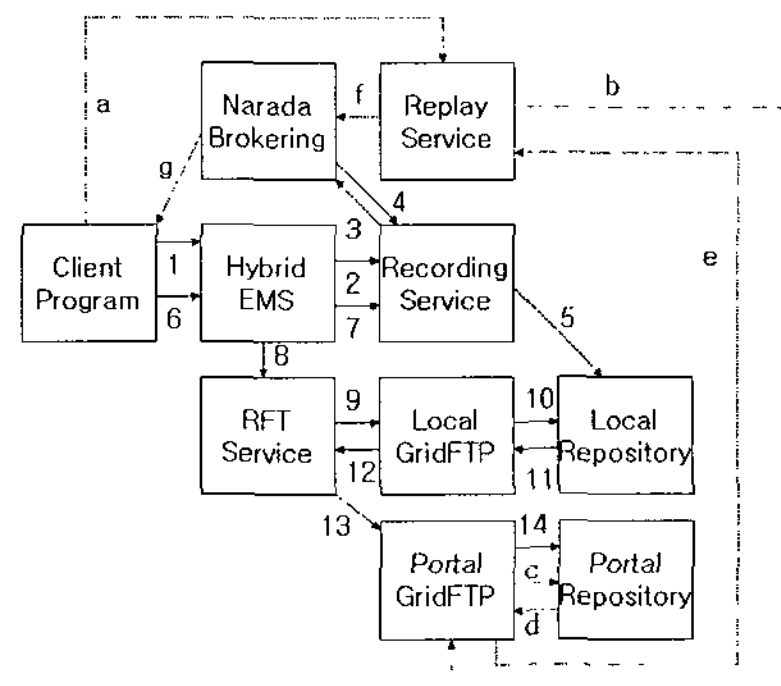 a
b
Narada
Brokering
f
Replay
Service
g
4
3
e
Client
Program
1
6
Hybrid
EMS
2
7
Recording
Service
5
8
RFT
Service
9
12
Local
GridFTP
10
11
Local
Repository
13
Portal
GridFTP
14
c
d
Portal
Repository